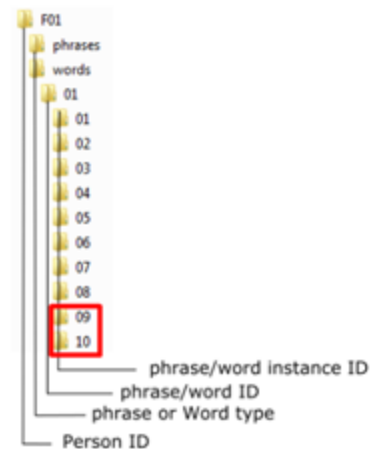 F01
phrases
words
01
01
02
03
04
05
06
07
08
09
10
phrase/word instance ID
phrase/word ID
phrase or Word type
Person ID